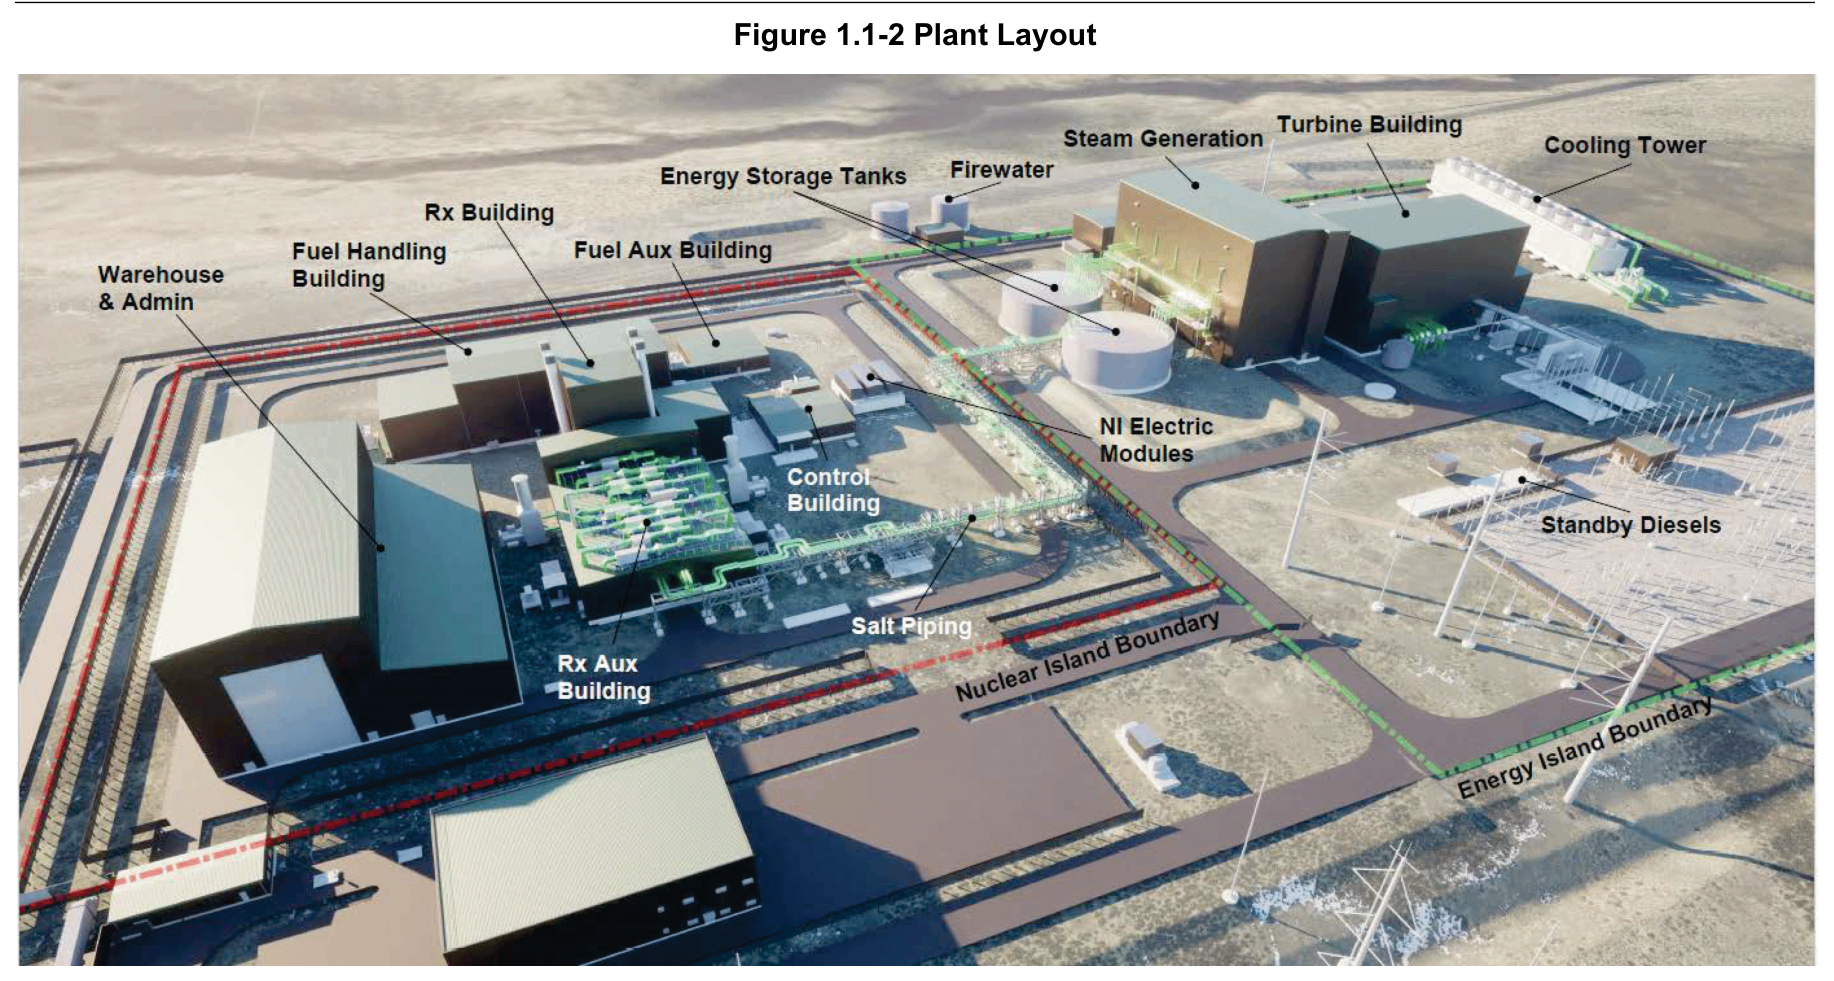 Figure 1.1-2 Plant Layout
Turbine Building
Steam Generation
Cooling Tower
Firewater
Energy Storage Tanks
Rx Building
Fuel Handling
Building
Fuel Aux Building
Warehouse
& Admin
NI Electric
Modules
Control
Building
Standby Diesels
Salt Piping
Rx Aux
Building
Nuclear Island Boundary
Energy Island Boundary